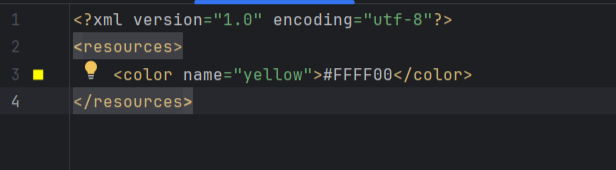 1 <?xml version="1.0" encoding="utf-8"?>
2 <resources>
3 <color name="yellow">#FFFF00</color>
4 </resources>